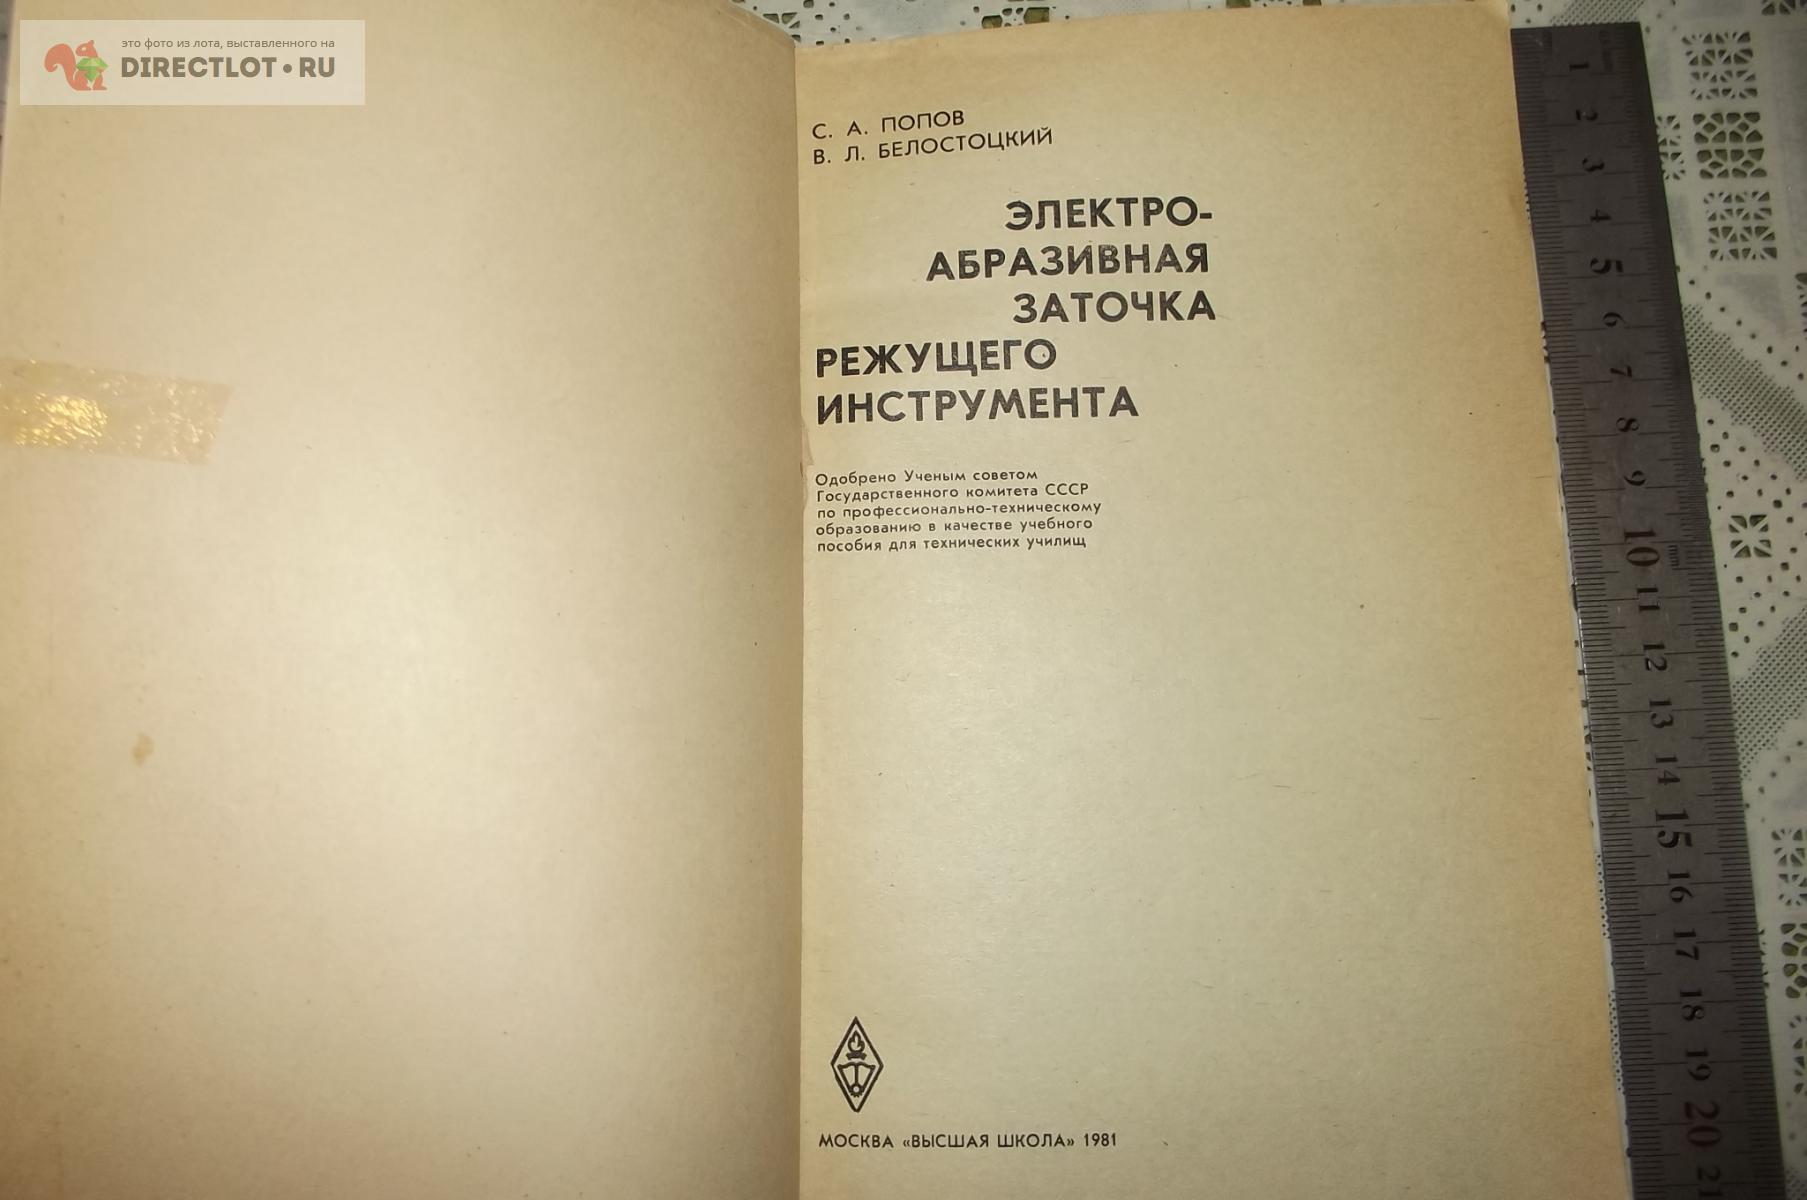 это фото из лота, выставленного на
DIRECTLOT•RU
С. А. ПОПОВ
В. Л. БЕЛОСТОЦКИЙ
ЭЛЕКТРО-
АБРАЗИВНАЯ
ЗАТОЧКА
РЕЖУЩЕГО
ИНСТРУМЕНТА
Одобрено Ученым советом
Государственного комитета СССР
по профессионально-техническому
образованию в качестве учебного
пособия для технических училищ
МОСКВА «ВЫСШАЯ ШКОЛА» 1981
1
2
3
4
5
6
7
8
9
10
mm
11
12
13
14
15
16
17
18
19
20
21